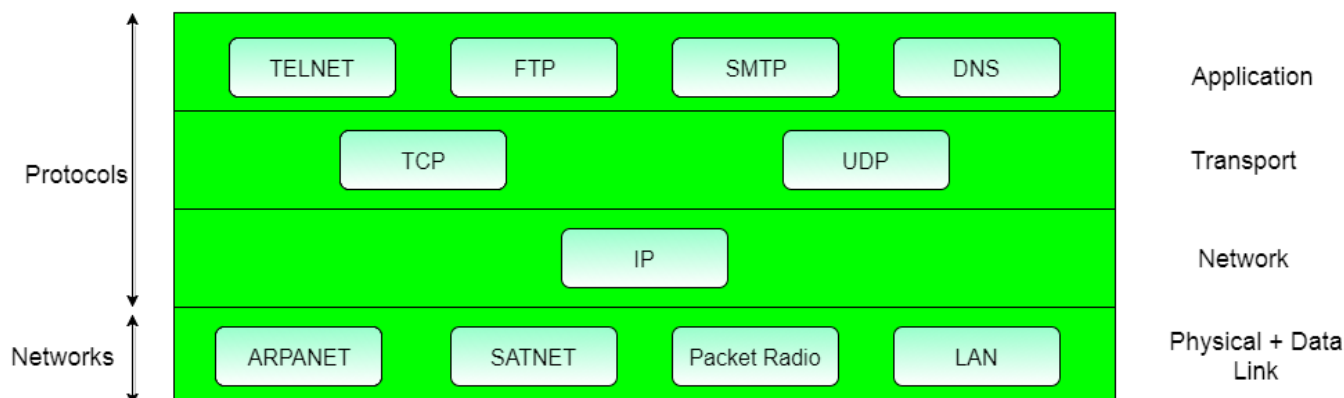 TELNET FTP SMTP DNS Application
Protocols TCP UDP Transport
IP Network
Networks ARPANET SATNET Packet Radio LAN Physical + Data
Link